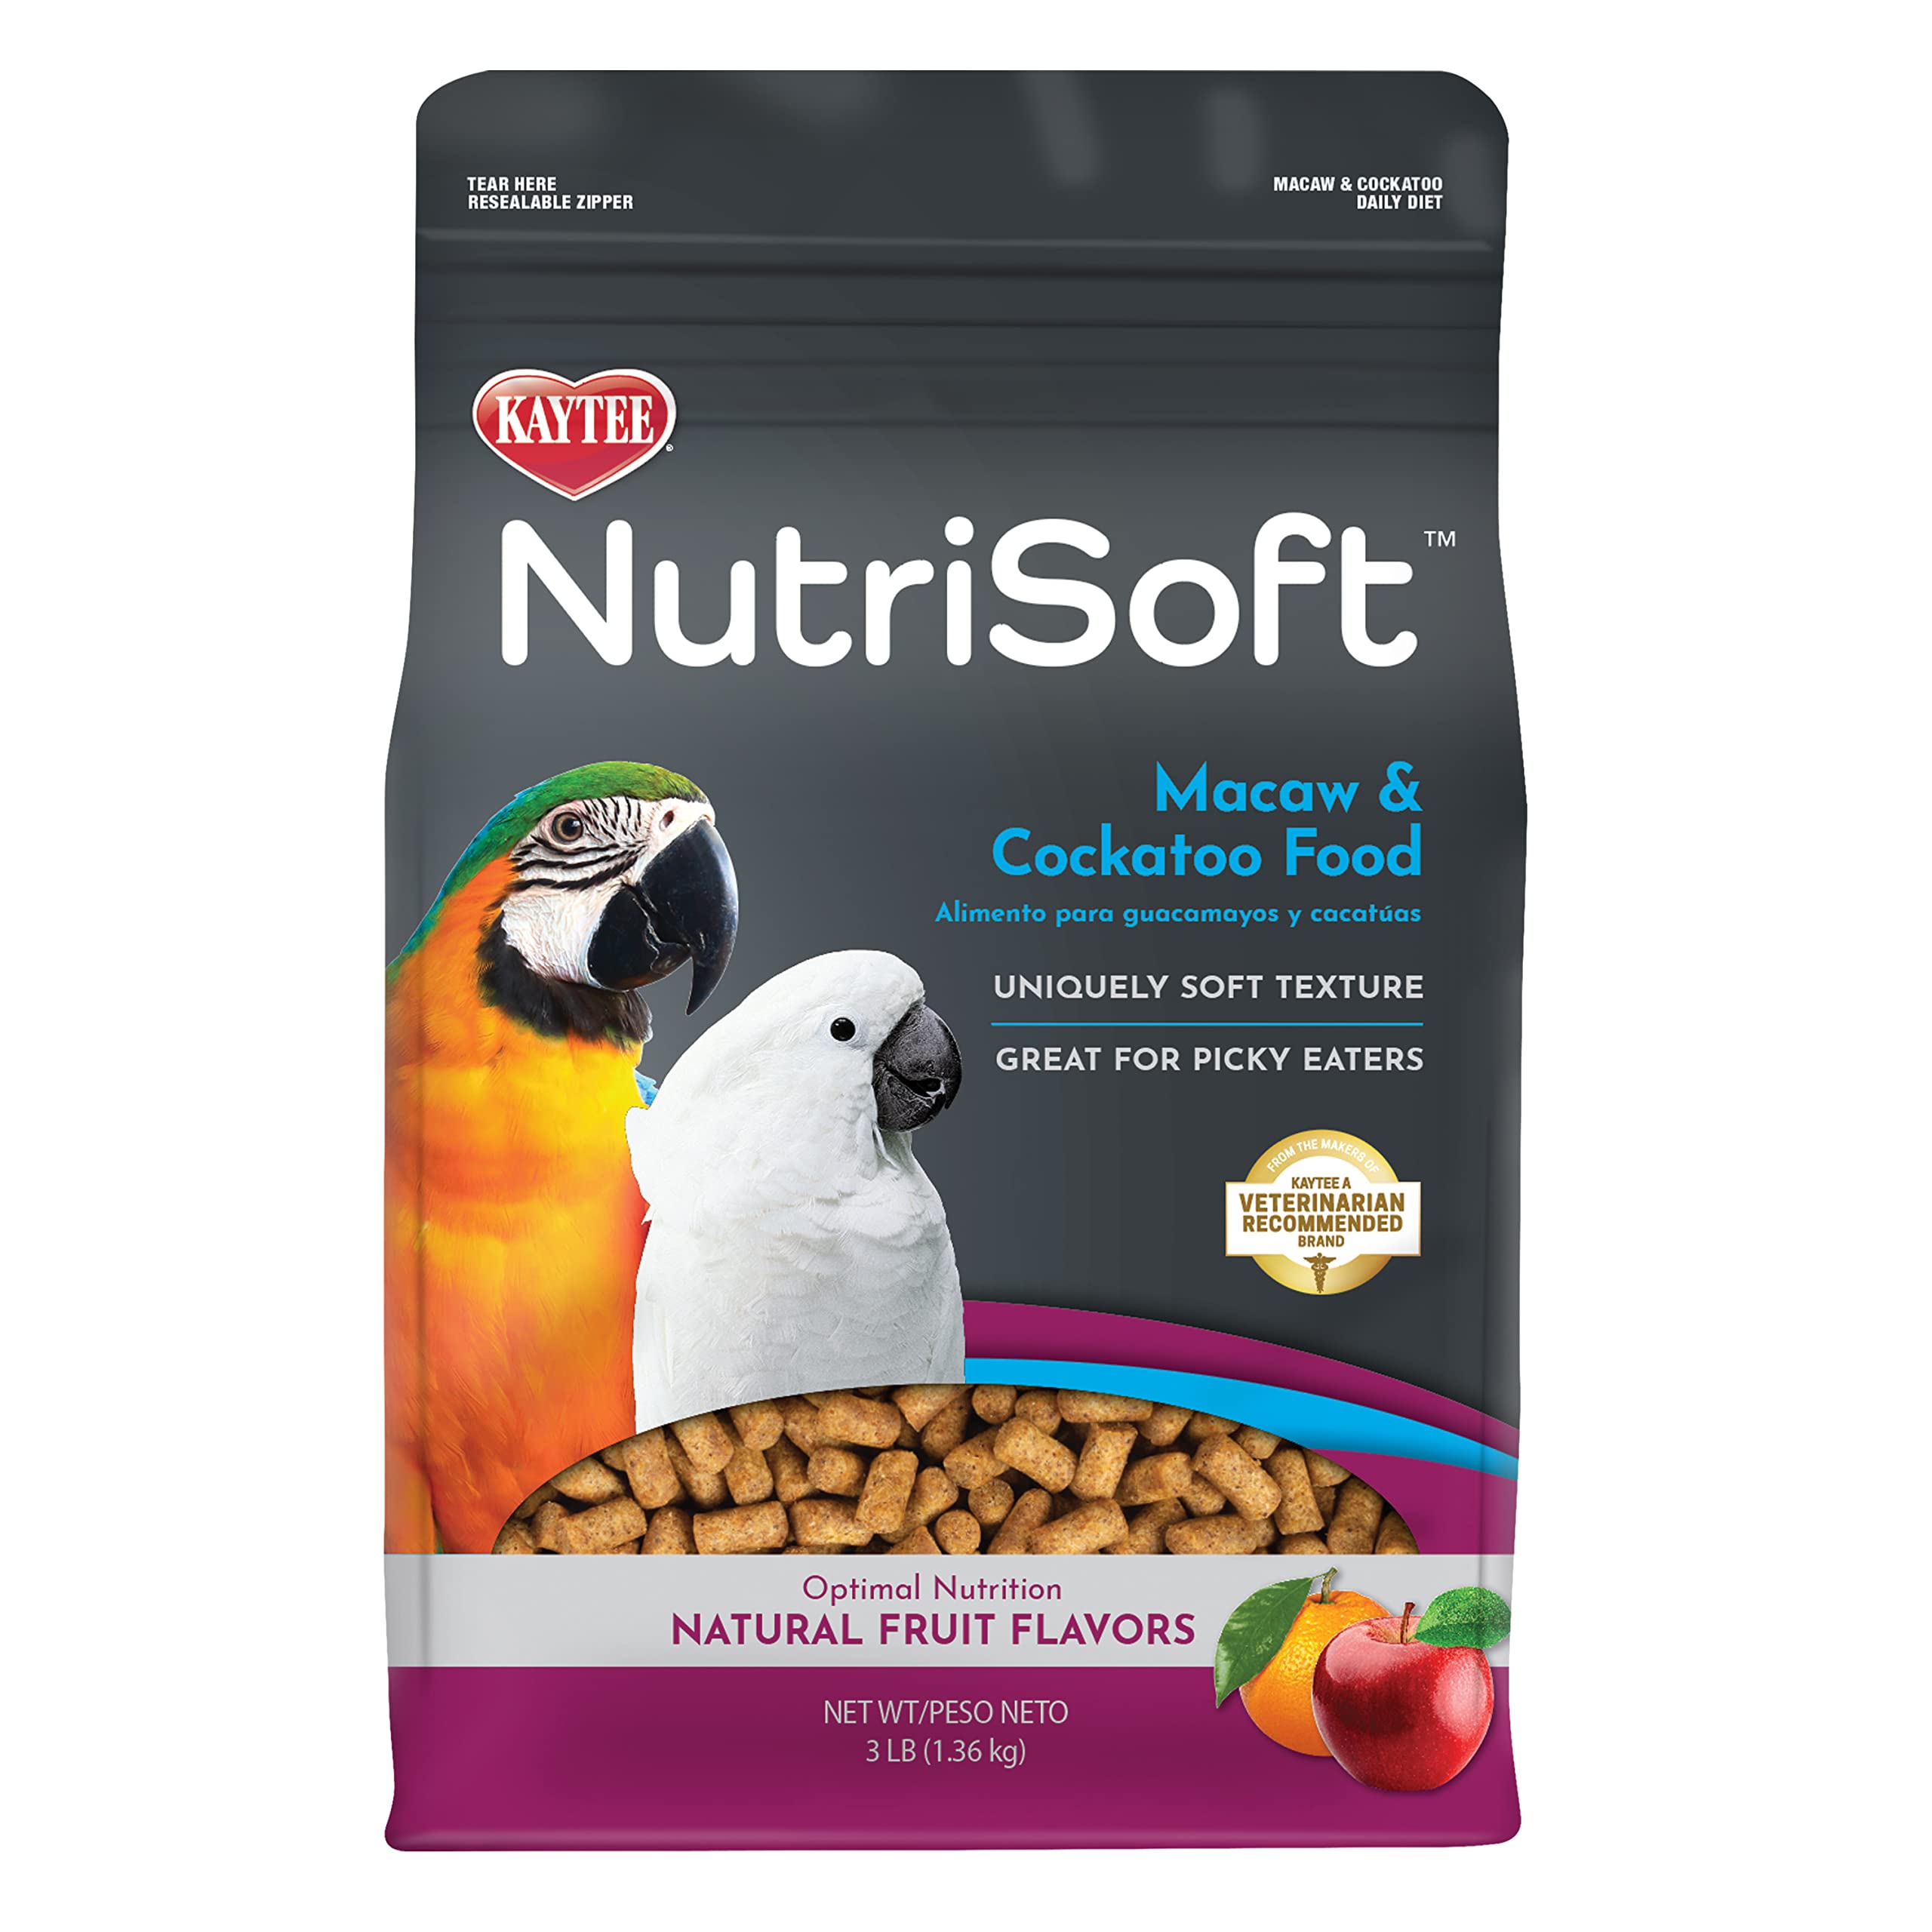 TEAR HERE
RESEALABLE ZIPPER
MACAW & COCKATOO
DAILY DIET
KAYTEE®
NutriSoft™
Macaw &
Cockatoo Food
Alimento para guacamayos y cacatúas
UNIQUELY SOFT TEXTURE
GREAT FOR PICKY EATERS
FROM THE MAKERS OF
KAYTEE A
VETERINARIAN
RECOMMENDED
BRAND
Optimal Nutrition
NATURAL FRUIT FLAVORS
NET WT/PESO NETO
3 LB (1.36 kg)